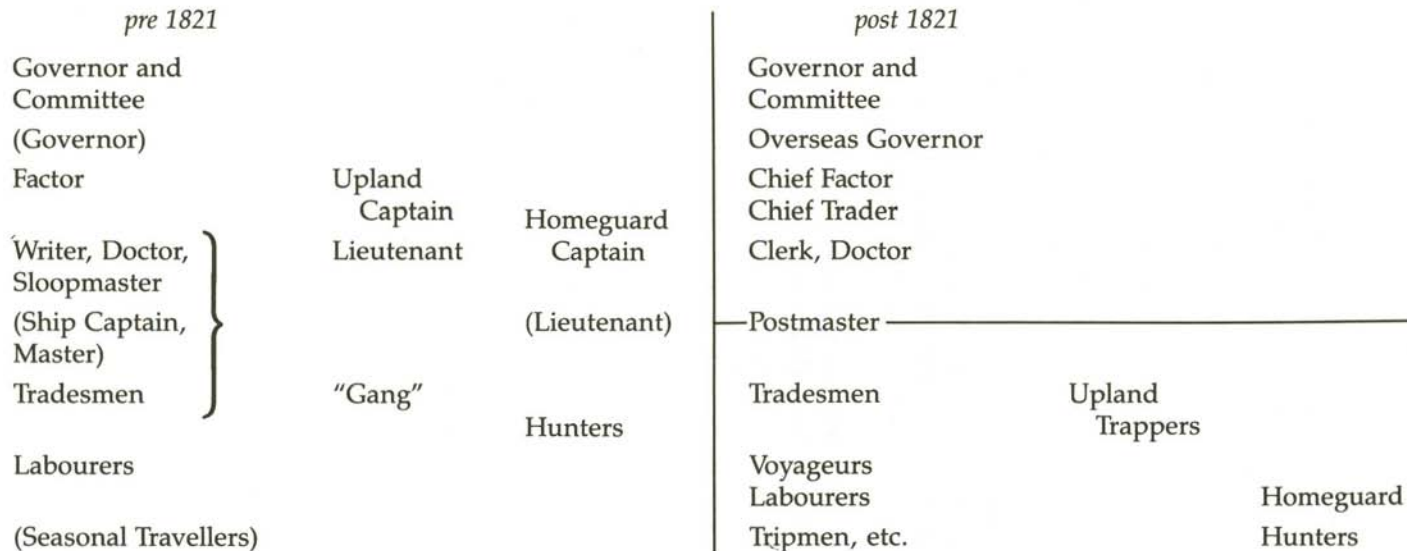 pre 1821
Governor and
Committee
(Governor)
Factor
Writer, Doctor,
Sloopmaster
(Ship Captain,
Master)
Tradesmen
Labourers
(Seasonal Travellers)
Upland
Captain
Lieutenant
"Gang"
Homeguard
Captain
(Lieutenant)
Hunters
post 1821
Governor and
Committee
Overseas Governor
Chief Factor
Chief Trader
Clerk, Doctor
Postmaster
Tradesmen
Voyageurs
Labourers
Tripmen, etc.
Upland
Trappers
Homeguard
Hunters